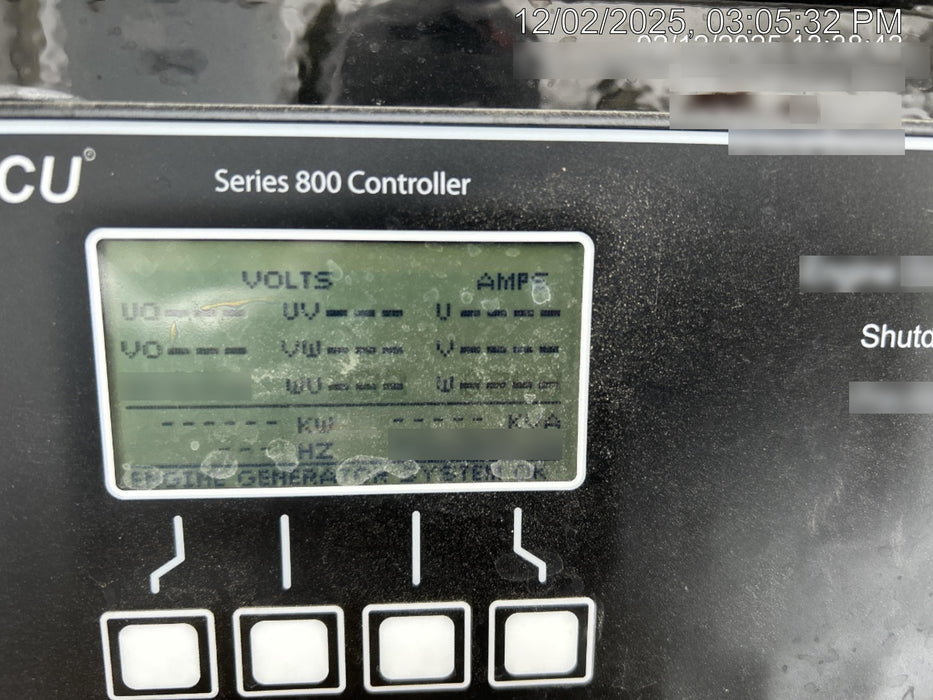 12/02/2025, 03:05:32 PM
CU®
Series 800 Controller
VOLTS AMPS
UO--- UV--- U----
VO--- VW--- V----
WU--- W----
------KW -----KVA
---HZ
ENGINE GENERATOR SYSTEM OK
Shutd